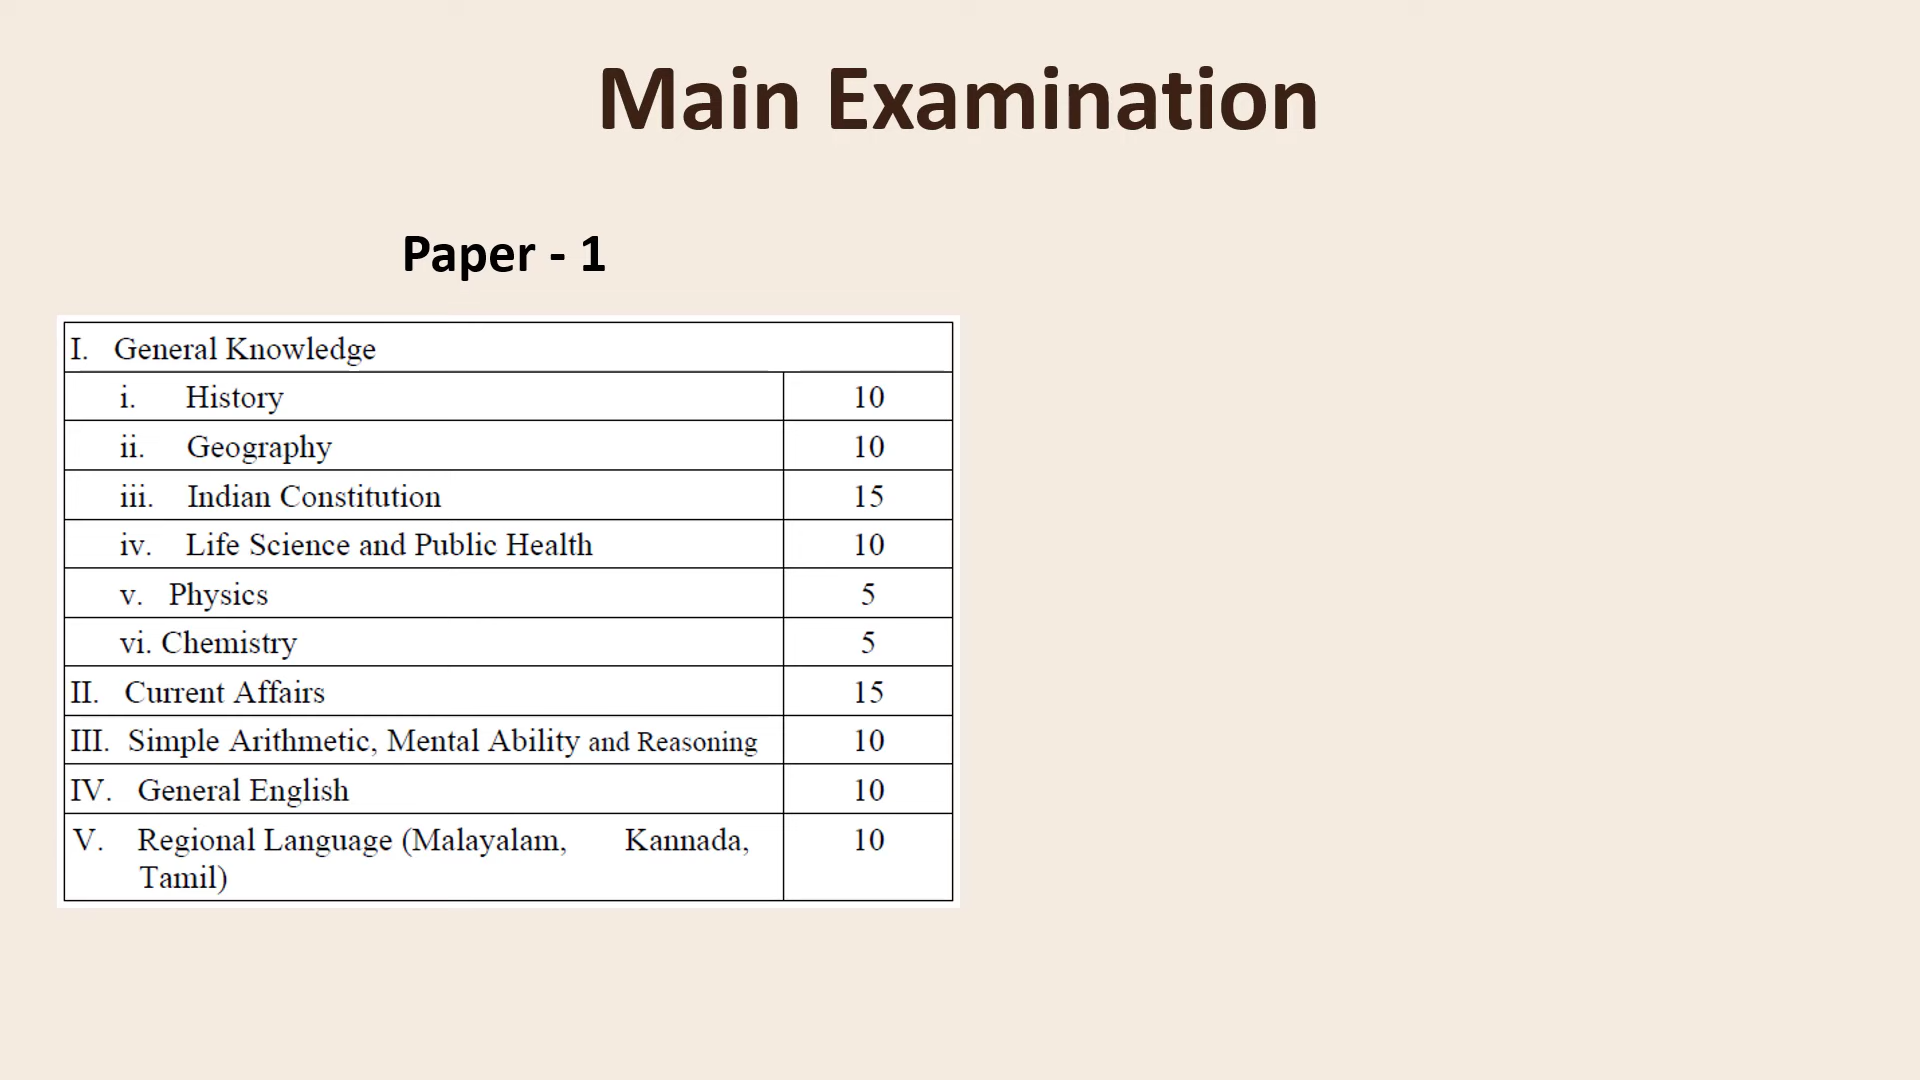 Main Examination
Paper - 1
I. General Knowledge
i. History 10
ii. Geography 10
iii. Indian Constitution 15
iv. Life Science and Public Health 10
v. Physics 5
vi. Chemistry 5
II. Current Affairs 15
III. Simple Arithmetic, Mental Ability and Reasoning 10
IV. General English 10
V. Regional Language (Malayalam, Kannada, 10
Tamil)